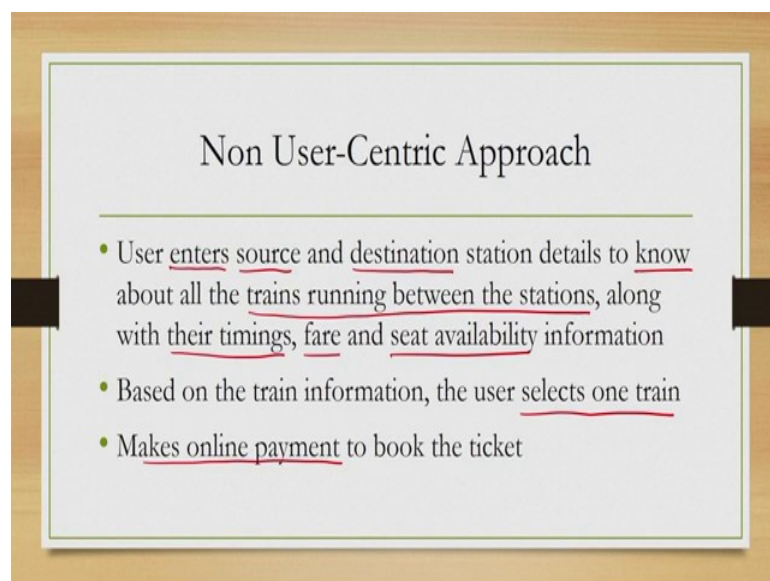 Non User-Centric Approach
• User enters source and destination station details to know
about all the trains running between the stations, along
with their timings, fare and seat availability information
• Based on the train information, the user selects one train
• Makes online payment to book the ticket